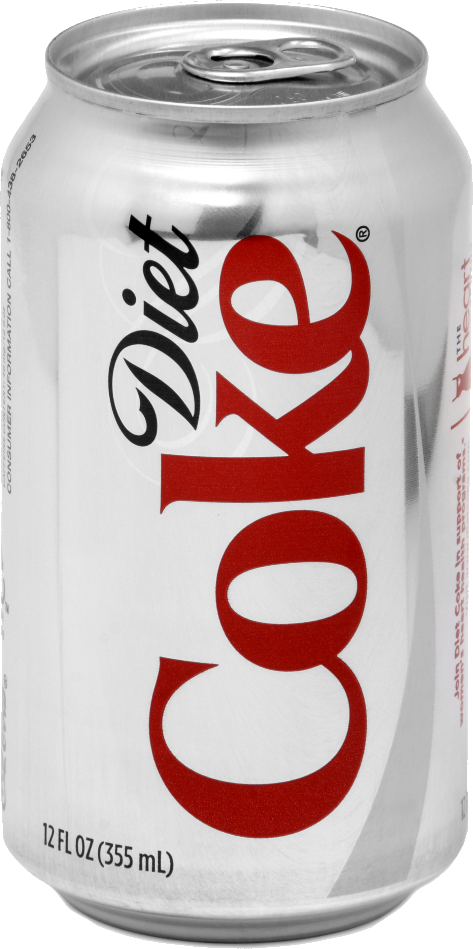 Diet
Coke®
12 FL OZ (355 mL)
CONSUMER INFORMATION CALL 1-800-438-2653
THE
heart
Join Diet Coke in support of